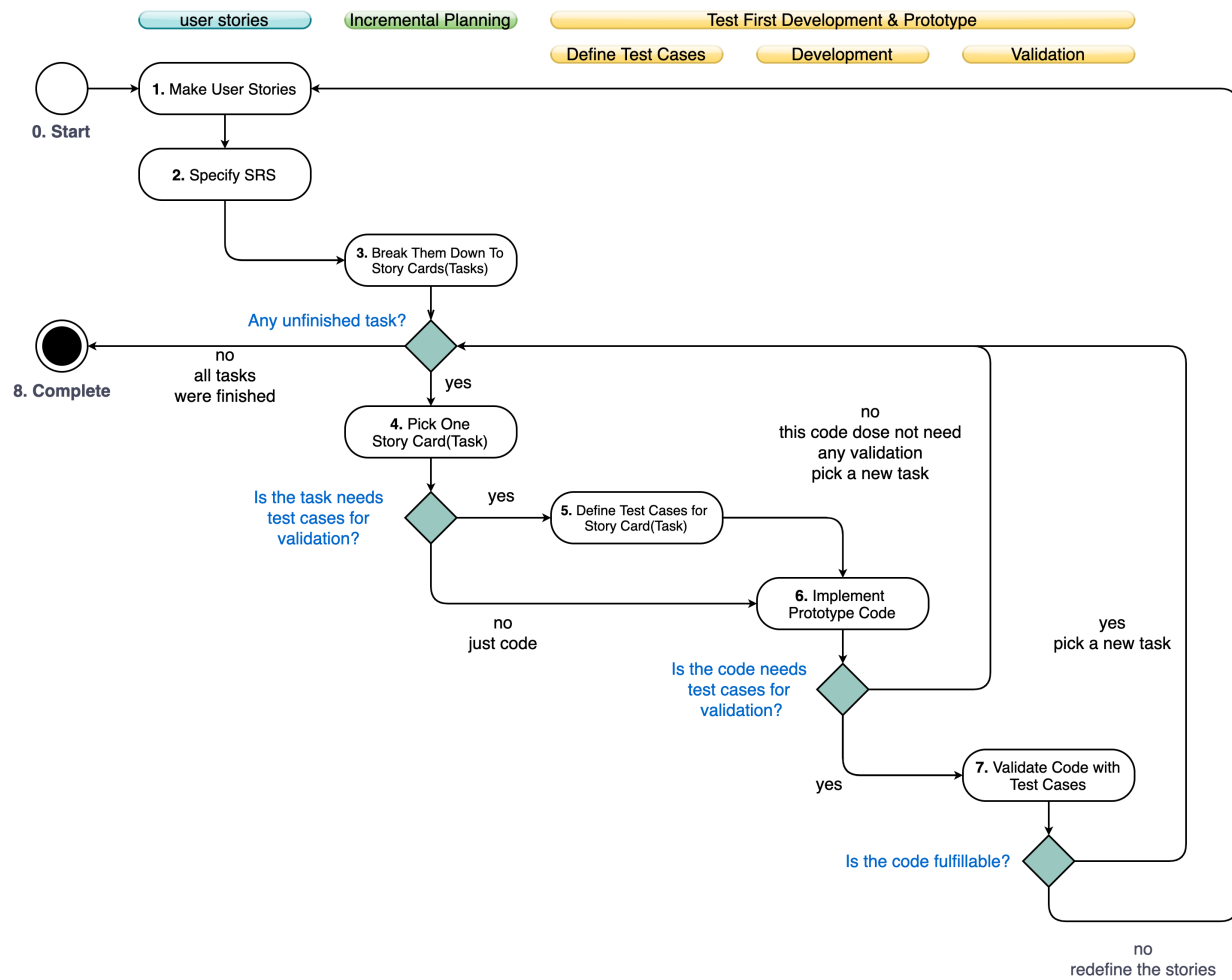 user stories
Incremental Planning
Test First Development & Prototype
Define Test Cases
Development
Validation
1. Make User Stories
0. Start
2. Specify SRS
3. Break Them Down To
Story Cards(Tasks)
Any unfinished task?
no
all tasks
were finished
8. Complete
yes
4. Pick One
Story Card(Task)
no
this code dose not need
any validation
pick a new task
Is the task needs
test cases for
validation?
yes
5. Define Test Cases for
Story Card(Task)
6. Implement
Prototype Code
no
just code
yes
pick a new task
Is the code needs
test cases for
validation?
yes
7. Validate Code with
Test Cases
Is the code fulfillable?
no
redefine the stories